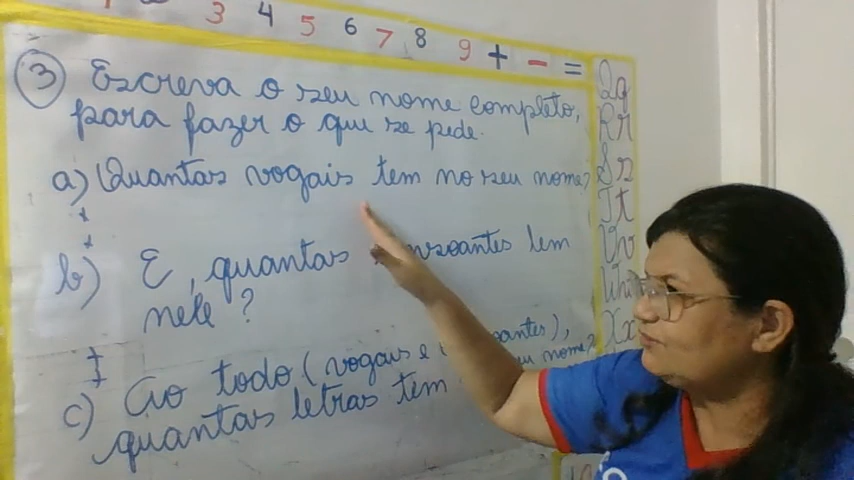 3 4 5 6 7 8 9 + - =
3 Escreva o seu nome completo,
para fazer o que se pede.
a) Quantas vogais tem no seu nome?
b) E, quantas consoantes tem
nele?
c) Ao todo (vogais e
quantas letras tem nome?
Qq
Rr
Ss
Tt
Uu
Xx